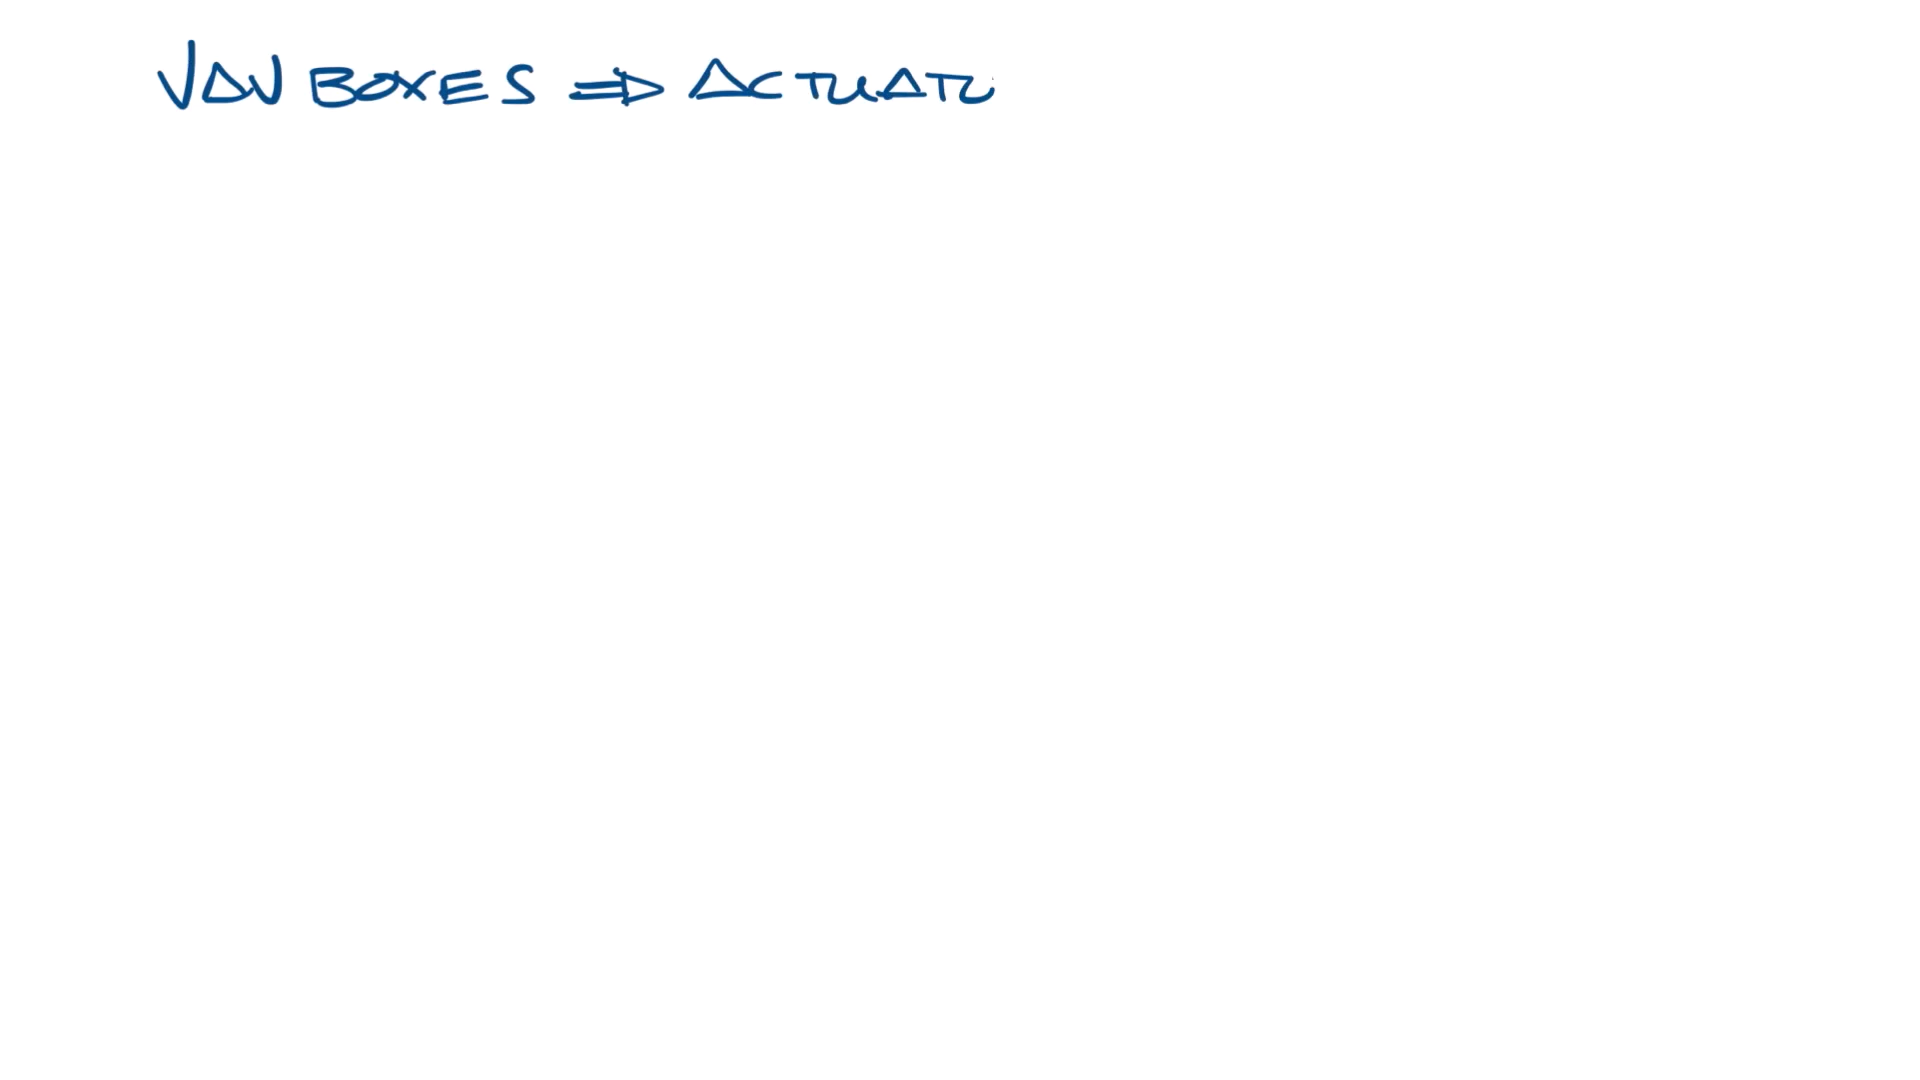 VAV BOXES ⇒ ACTUAT